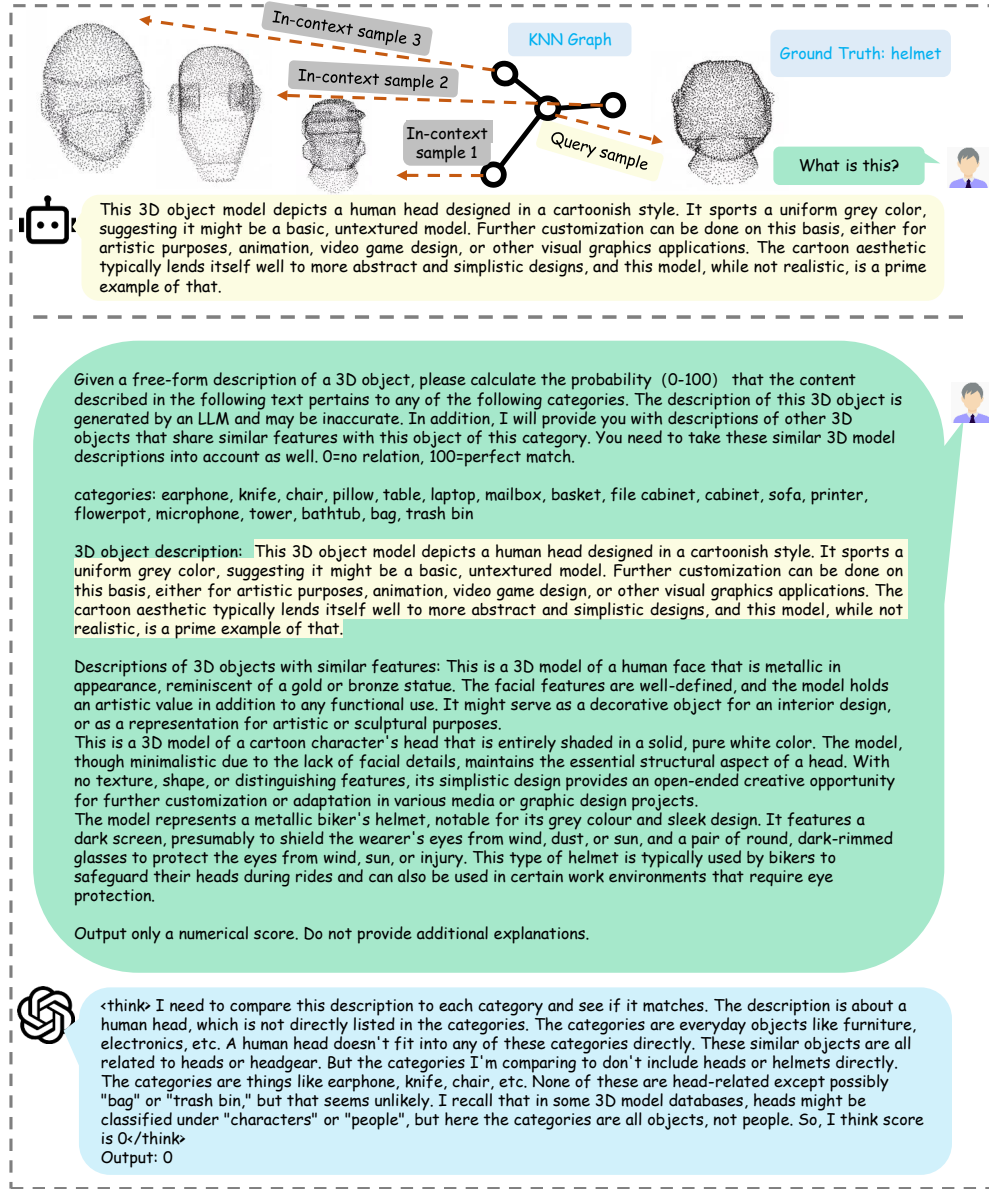 In-context sample 3
KNN Graph
Ground Truth: helmet
In-context sample 2
In-context
sample 1
Query sample
What is this?
This 3D object model depicts a human head designed in a cartoonish style. It sports a uniform grey color,
suggesting it might be a basic, untextured model. Further customization can be done on this basis, either for
artistic purposes, animation, video game design, or other visual graphics applications. The cartoon aesthetic
typically lends itself well to more abstract and simplistic designs, and this model, while not realistic, is a prime
example of that.
Given a free-form description of a 3D object, please calculate the probability (0-100) that the content
described in the following text pertains to any of the following categories. The description of this 3D object is
generated by an LLM and may be inaccurate. In addition, I will provide you with descriptions of other 3D
objects that share similar features with this object of this category. You need to take these similar 3D model
descriptions into account as well. 0=no relation, 100=perfect match.
categories: earphone, knife, chair, pillow, table, laptop, mailbox, basket, file cabinet, cabinet, sofa, printer,
flowerpot, microphone, tower, bathtub, bag, trash bin
3D object description: This 3D object model depicts a human head designed in a cartoonish style. It sports a
uniform grey color, suggesting it might be a basic, untextured model. Further customization can be done on
this basis, either for artistic purposes, animation, video game design, or other visual graphics applications. The
cartoon aesthetic typically lends itself well to more abstract and simplistic designs, and this model, while not
realistic, is a prime example of that.
Descriptions of 3D objects with similar features: This is a 3D model of a human face that is metallic in
appearance, reminiscent of a gold or bronze statue. The facial features are well-defined, and the model holds
an artistic value in addition to any functional use. It might serve as a decorative object for an interior design,
or as a representation for artistic or sculptural purposes.
This is a 3D model of a cartoon character's head that is entirely shaded in a solid, pure white color. The model,
though minimalistic due to the lack of facial details, maintains the essential structural aspect of a head. With
no texture, shape, or distinguishing features, its simplistic design provides an open-ended creative opportunity
for further customization or adaptation in various media or graphic design projects.
The model represents a metallic biker's helmet, notable for its grey colour and sleek design. It features a
dark screen, presumably to shield the wearer's eyes from wind, dust, or sun, and a pair of round, dark-rimmed
glasses to protect the eyes from wind, sun, or injury. This type of helmet is typically used by bikers to
safeguard their heads during rides and can also be used in certain work environments that require eye
protection.
Output only a numerical score. Do not provide additional explanations.
<think> I need to compare this description to each category and see if it matches. The description is about a
human head, which is not directly listed in the categories. The categories are everyday objects like furniture,
electronics, etc. A human head doesn't fit into any of these categories directly. These similar objects are all
related to heads or headgear. But the categories I'm comparing to don't include heads or helmets directly.
The categories are things like earphone, knife, chair, etc. None of these are head-related except possibly
"bag" or "trash bin," but that seems unlikely. I recall that in some 3D model databases, heads might be
classified under "characters" or "people", but here the categories are all objects, not people. So, I think score
is 0</think>
Output: 0